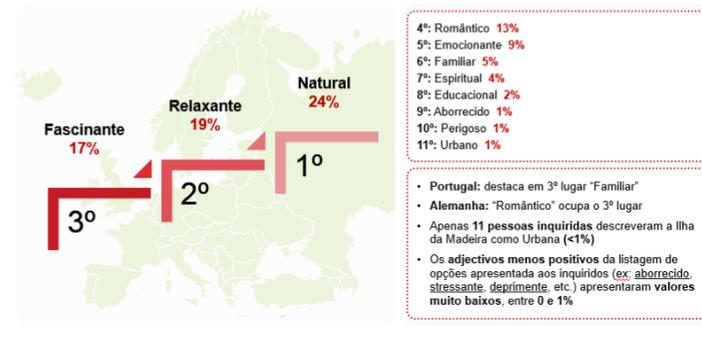 Natural
24%
Relaxante
19%
Fascinante
17%
1º
2º
3º
4º: Romântico 13%
5º: Emocionante 9%
6º: Familiar 5%
7º: Espiritual 4%
8º: Educacional 2%
9º: Aborrecido 1%
10º: Perigoso 1%
11º: Urbano 1%
• Portugal: destaca em 3º lugar “Familiar”
• Alemanha: “Romântico” ocupa o 3º lugar
• Apenas 11 pessoas inquiridas descreveram a Ilha
da Madeira como Urbana (<1%)
• Os adjectivos menos positivos da listagem de
opções apresentada aos inquiridos (ex: aborrecido,
stressante, deprimente, etc.) apresentaram valores
muito baixos, entre 0 e 1%